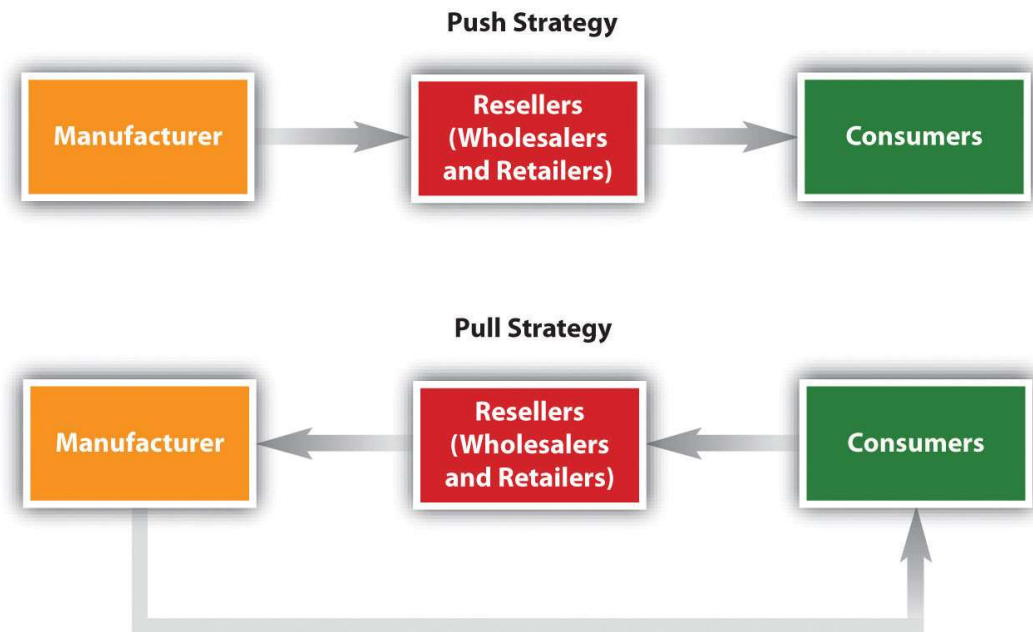 Push Strategy
Manufacturer
Resellers
(Wholesalers
and Retailers)
Consumers
Pull Strategy
Manufacturer
Resellers
(Wholesalers
and Retailers)
Consumers